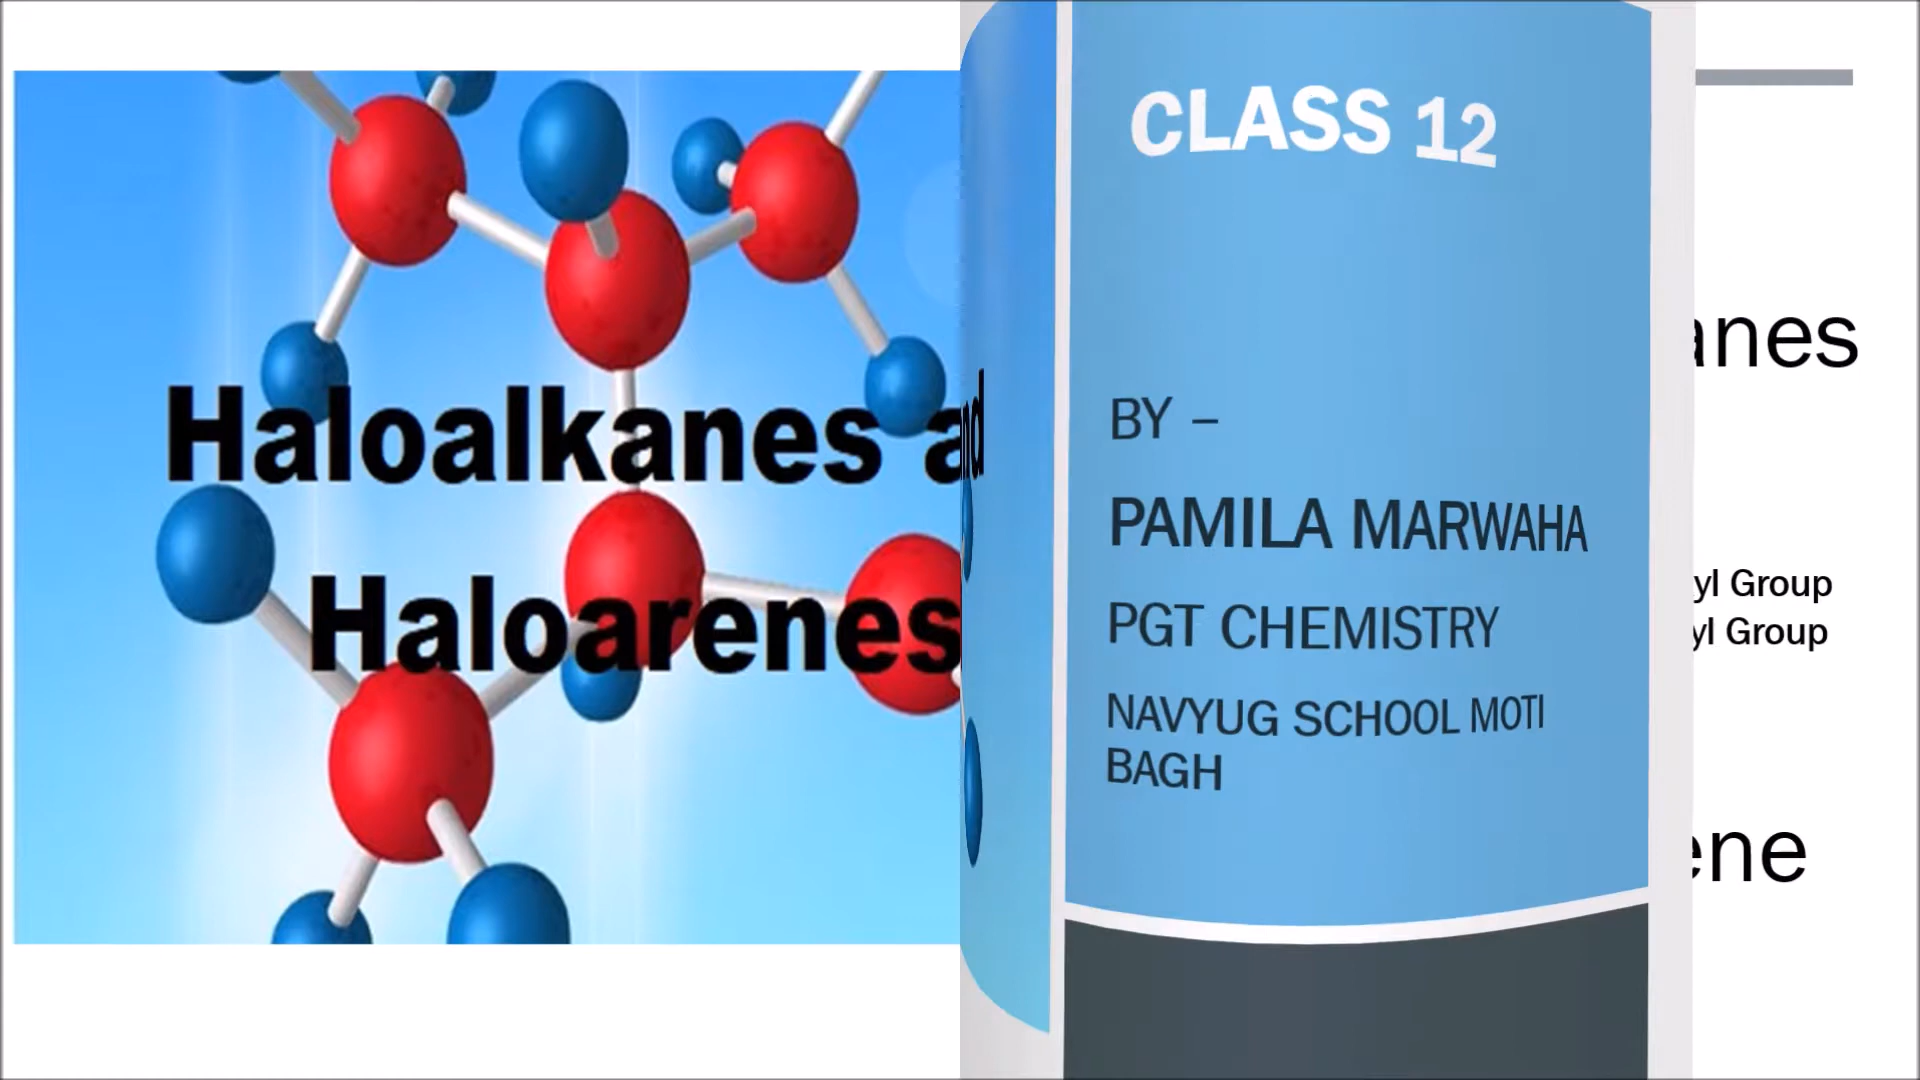 Haloalkanes and
Haloarenes
CLASS 12
BY –
PAMILA MARWAHA
PGT CHEMISTRY
NAVYUG SCHOOL MOTI
BAGH
anes
yl Group
yl Group
ene